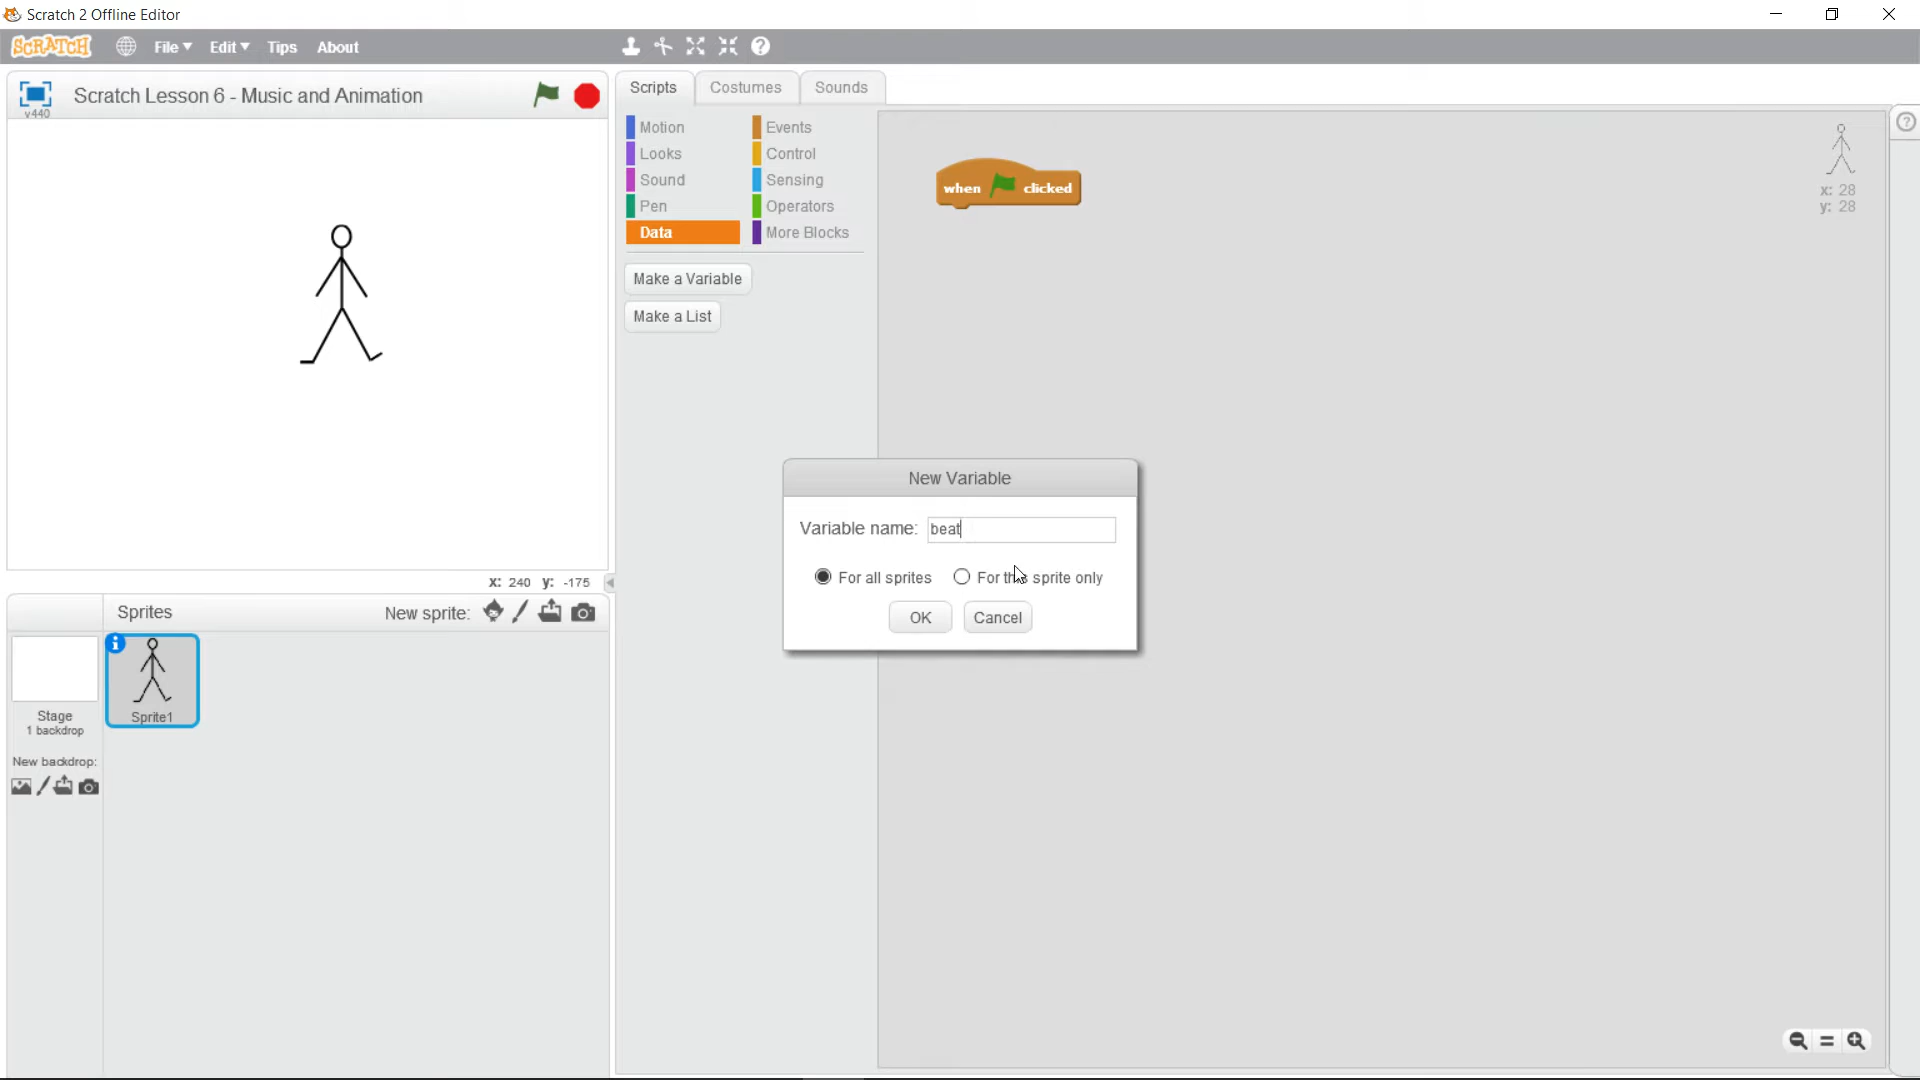 Scratch 2 Offline Editor
SCRATCH File Edit Tips About
v440 Scratch Lesson 6 - Music and Animation
Scripts Costumes Sounds
Motion Events
Looks Control
Sound Sensing
Pen Operators
Data More Blocks
Make a Variable
Make a List
when clicked
x: 28
y: 28
New Variable
Variable name: beat
For all sprites For this sprite only
OK Cancel
x: 240 y: -175
Sprites New sprite:
Sprite1
Stage
1 backdrop
New backdrop: